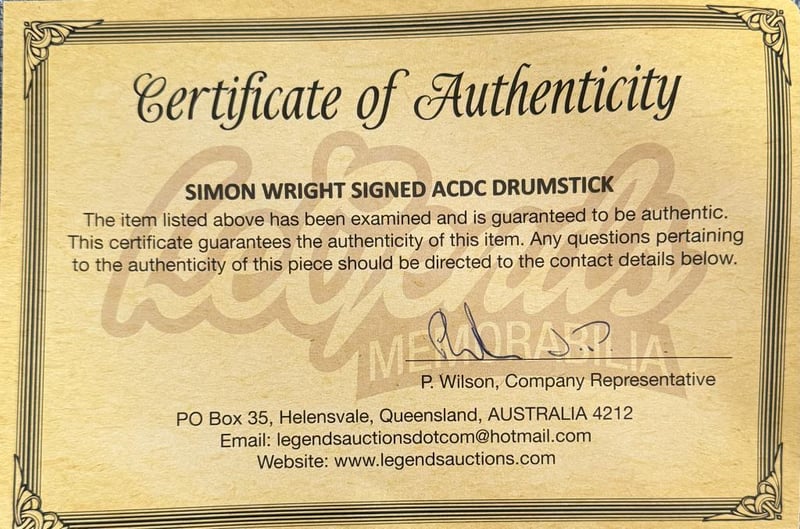 Certificate of Authenticity
SIMON WRIGHT SIGNED ACDC DRUMSTICK
The item listed above has been examined and is guaranteed to be authentic.
This certificate guarantees the authenticity of this item. Any questions pertaining
to the authenticity of this piece should be directed to the contact details below.
Legends
MEMORABILIA
P. Wilson, Company Representative
PO Box 35, Helensvale, Queensland, AUSTRALIA 4212
Email: legendsauctionsdotcom@hotmail.com
Website: www.legendsauctions.com